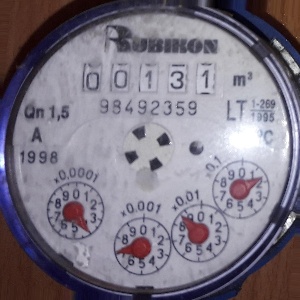 RUBIKON
00131 m³
98492359
Qn 1,5
A
1998
LT 1-269
1995
x0,0001
x0,001
x0,01
x0,1